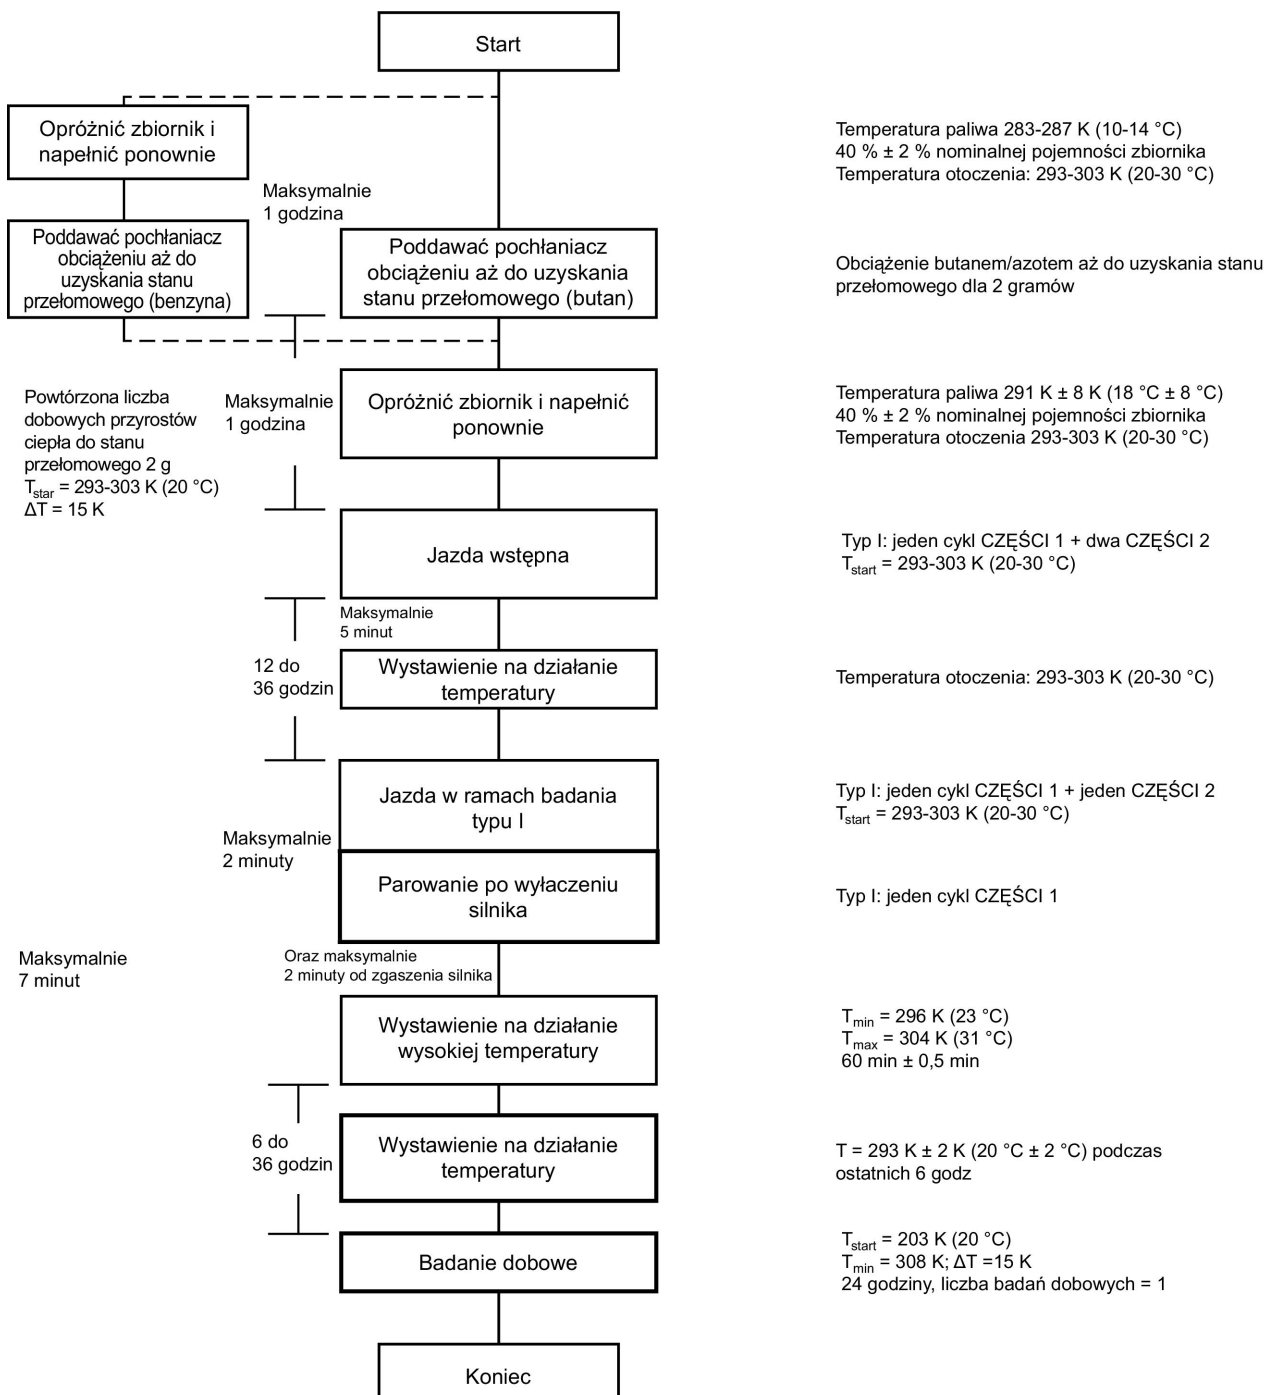 Start
Opróżnić zbiornik i
napełnić ponownie
Temperatura paliwa 283-287 K (10-14 °C)
40 % ± 2 % nominalnej pojemności zbiornika
Temperatura otoczenia: 293-303 K (20-30 °C)
Maksymalnie
1 godzina
Poddawać pochłaniacz
obciążeniu aż do
uzyskania stanu
przełomowego (benzyna)
Poddawać pochłaniacz
obciążeniu aż do uzyskania
stanu przełomowego (butan)
Obciążenie butanem/azotem aż do uzyskania stanu
przełomowego dla 2 gramów
Powtórzona liczba
dobowych przyrostów
ciepła do stanu
przełomowego 2 g
Tstar = 293-303 K (20 °C)
ΔT = 15 K
Maksymalnie
1 godzina
Opróżnić zbiornik i napełnić
ponownie
Temperatura paliwa 291 K ± 8 K (18 °C ± 8 °C)
40 % ± 2 % nominalnej pojemności zbiornika
Temperatura otoczenia 293-303 K (20-30 °C)
Jazda wstępna
Typ I: jeden cykl CZĘŚCI 1 + dwa CZĘŚCI 2
Tstart = 293-303 K (20-30 °C)
Maksymalnie
5 minut
12 do
36 godzin
Wystawienie na działanie
temperatury
Temperatura otoczenia: 293-303 K (20-30 °C)
Jazda w ramach badania
typu I
Typ I: jeden cykl CZĘŚCI 1 + jeden CZĘŚCI 2
Tstart = 293-303 K (20-30 °C)
Maksymalnie
2 minuty
Parowanie po wyłaczeniu
silnika
Typ I: jeden cykl CZĘŚCI 1
Maksymalnie
7 minut
Oraz maksymalnie
2 minuty od zgaszenia silnika
Wystawienie na działanie
wysokiej temperatury
Tmin = 296 K (23 °C)
Tmax = 304 K (31 °C)
60 min ± 0,5 min
6 do
36 godzin
Wystawienie na działanie
temperatury
T = 293 K ± 2 K (20 °C ± 2 °C) podczas
ostatnich 6 godz
Badanie dobowe
Tstart = 203 K (20 °C)
Tmin = 308 K; ΔT =15 K
24 godziny, liczba badań dobowych = 1
Koniec